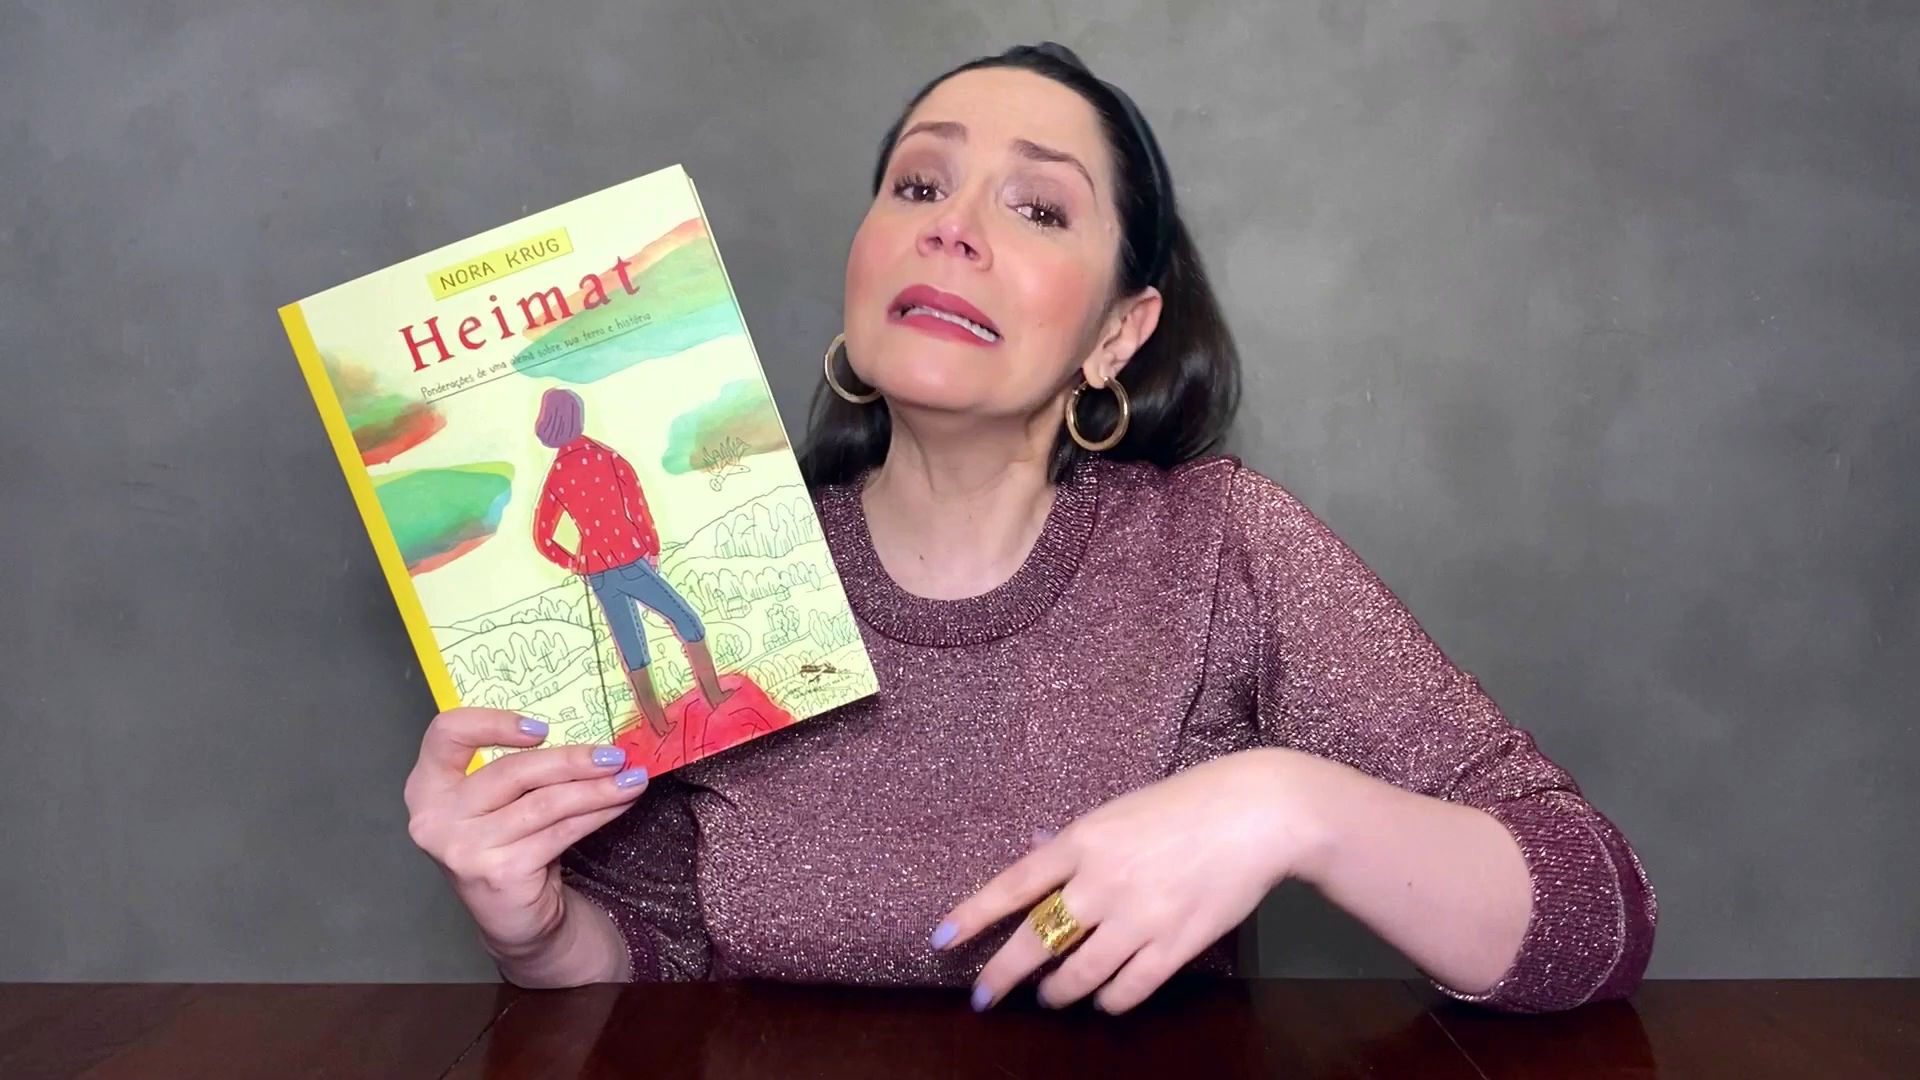 NORA KRUG
Heimat
Ponderações de uma alemã sobre sua terra e história